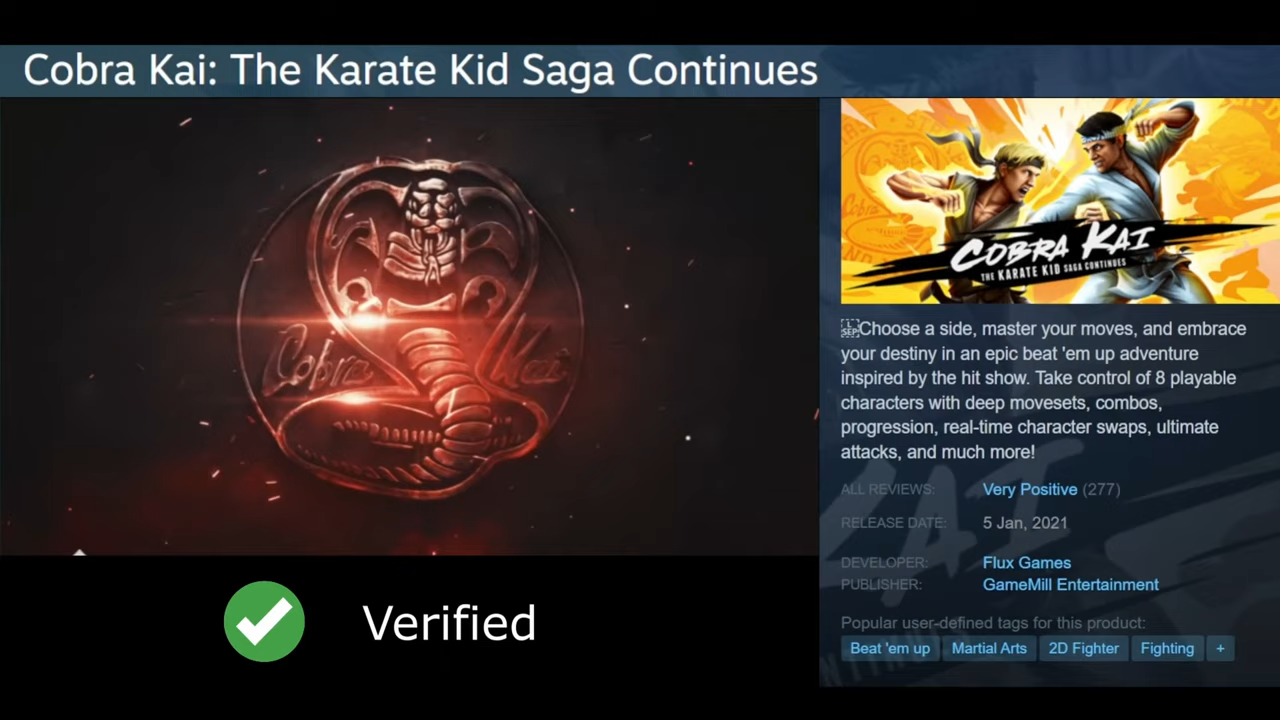 Cobra Kai: The Karate Kid Saga Continues
Cobra Kai
COBRA KAI
THE KARATE KID SAGA CONTINUES
Choose a side, master your moves, and embrace
your destiny in an epic beat 'em up adventure
inspired by the hit show. Take control of 8 playable
characters with deep movesets, combos,
progression, real-time character swaps, ultimate
attacks, and much more!
ALL REVIEWS: Very Positive (277)
RELEASE DATE: 5 Jan, 2021
DEVELOPER: Flux Games
PUBLISHER: GameMill Entertainment
Popular user-defined tags for this product:
Beat 'em up Martial Arts 2D Fighter Fighting +
Verified